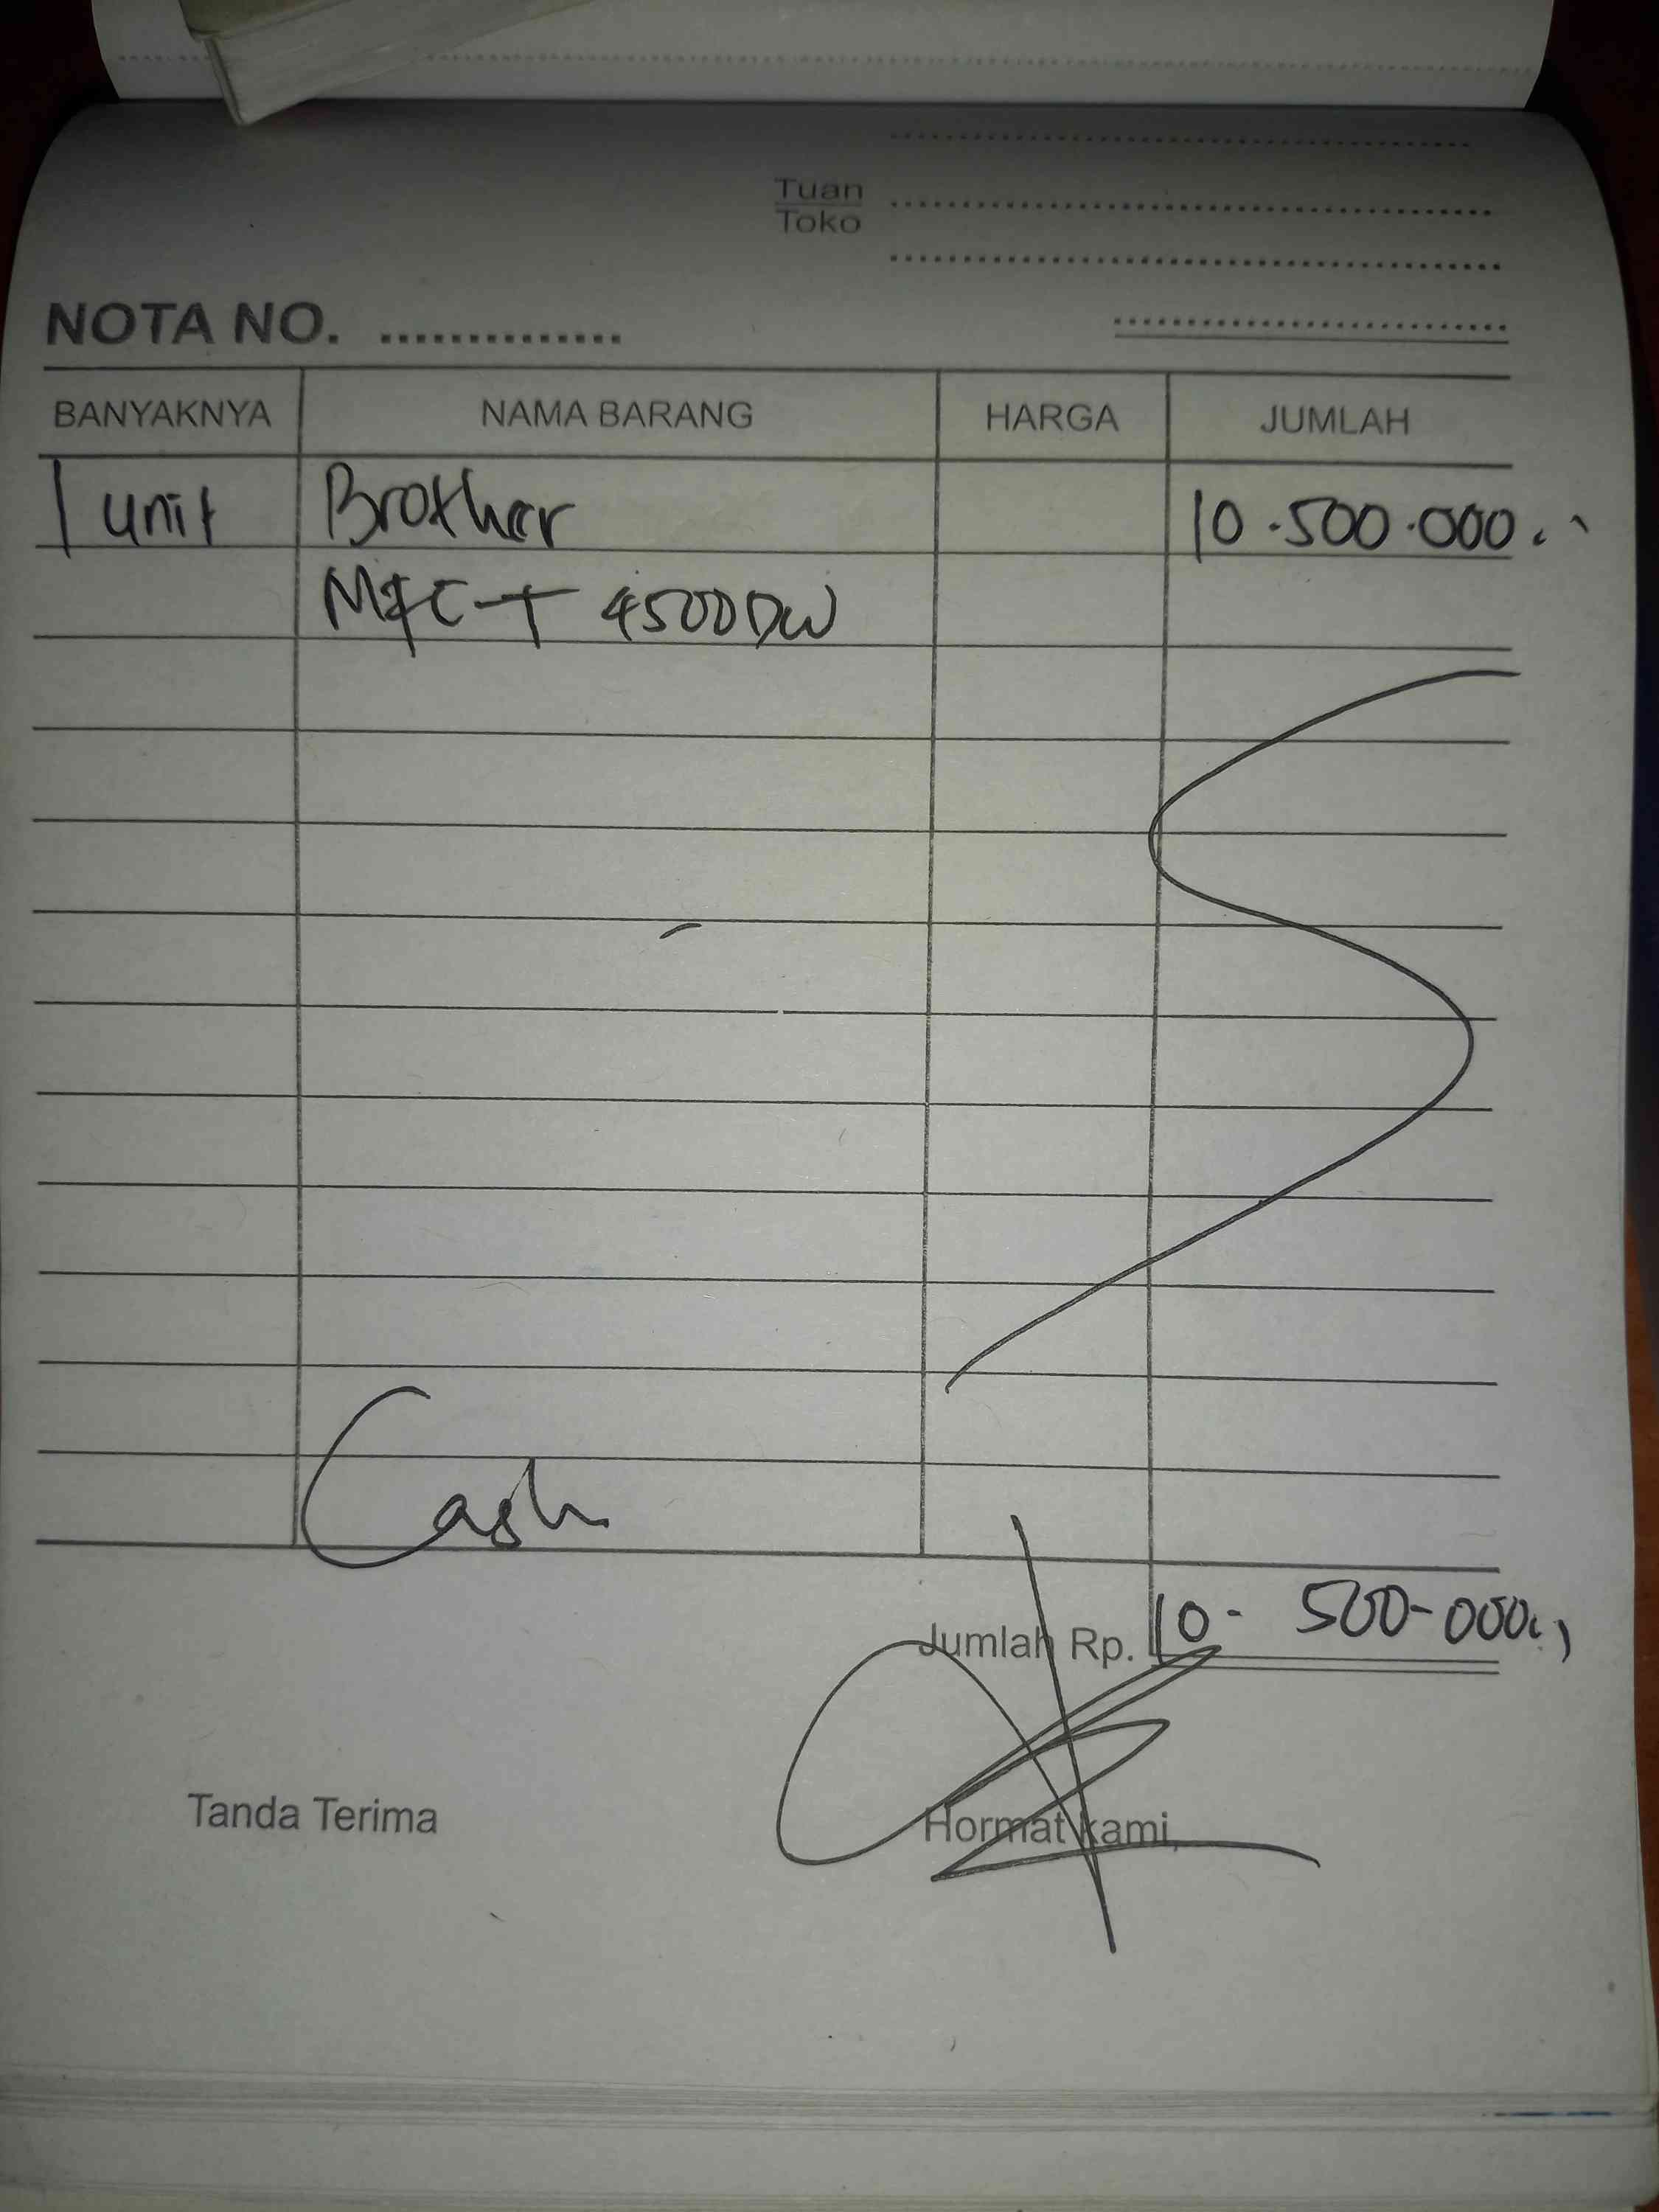 Tuan
Toko
NOTA NO. ..............
BANYAKNYA NAMA BARANG HARGA JUMLAH
1 unit Brother 10.500.000
MFC-T 4500DW
Cash
Jumlah Rp. 10-500-000
Tanda Terima Hormat kami,